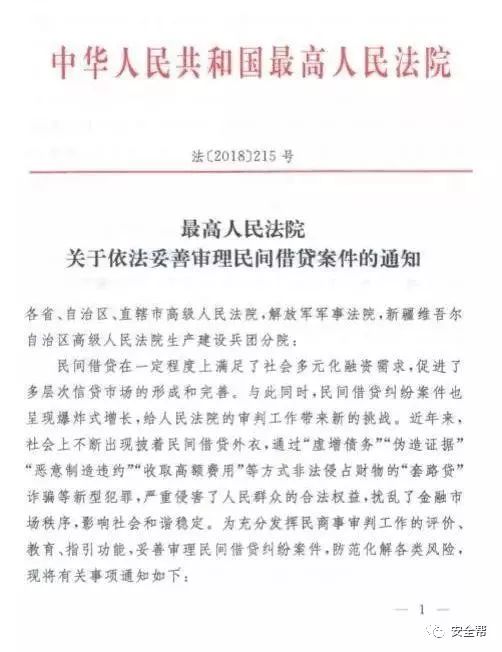 中华人民共和国最高人民法院
法〔2018〕215 号
最高人民法院
关于依法妥善审理民间借贷案件的通知
各省、自治区、直辖市高级人民法院,解放军军事法院,新疆维吾尔
自治区高级人民法院生产建设兵团分院:
民间借贷在一定程度上满足了社会多元化融资需求,促进了
多层次信贷市场的形成和完善。与此同时,民间借贷纠纷案件也
呈现爆炸式增长,给人民法院的审判工作带来新的挑战。近年来,
社会上不断出现披着民间借贷外衣,通过“虚增债务”“伪造证据”
“恶意制造违约”“收取高额费用”等方式非法侵占财物的“套路贷”
诈骗等新型犯罪,严重侵害了人民群众的合法权益,扰乱了金融市
场秩序,影响社会和谐稳定。为充分发挥民商事审判工作的评价、
教育、指引功能,妥善审理民间借贷纠纷案件,防范化解各类风险,
现将有关事项通知如下:
— 1
安全帮